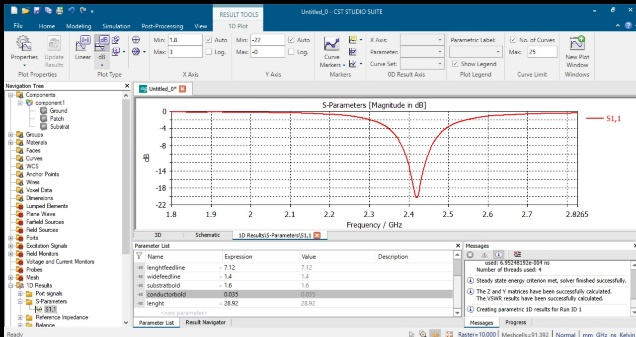 RESULT TOOLS
Untitled_0 - CST STUDIO SUITE
File Home Modeling Simulation Post-Processing View 1D Plot
Properties Update Results
Plot Properties
Linear dB
Plot Type
Min: 1.8 Auto
Max: 3 Log.
X Axis
Min: -22 Auto
Max: -0 Log.
Y Axis
Curve Markers
Markers
X Axis:
Parameter:
Curve Set:
0D Result Axis
Parametric Label:
Show Legend
Plot Legend
No. of Curves
Max: 25
Curve Limit
New Plot Window
Windows
Navigation Tree
Components
component1
Ground
Patch
Substrat
Groups
Materials
Faces
Curves
WCS
Anchor Points
Wires
Voxel Data
Dimensions
Lumped Elements
Plane Wave
Farfield Sources
Field Sources
Ports
Excitation Signals
Field Monitors
Voltage and Current Monitors
Probes
Mesh
1D Results
Port signals
S-Parameters
S1,1
Reference Impedance
Balance
Untitled_0*
S-Parameters [Magnitude in dB]
S1,1
0
-4
-8
-14
-18
-22
dB
1.8 1.9 2 2.1 2.2 2.3 2.4 2.5 2.6 2.7 2.8265
Frequency / GHz
3D Schematic 1D Results\S-Parameters\S1,1
Parameter List
Name Expression Value Description
lenghtfeedline = 7.12 7.12
widefeedline = 1.4 1.4
substratbold = 1.6 1.6
conductorbold = 0.035 0.035
lenght = 28.92 28.92
<new parameter>
Parameter List Result Navigator
Messages
Number of threads used: 4
Steady state energy criterion met, solver finished successfully.
The Z and Y matrices have been successfully calculated.
The VSWR results have been successfully calculated.
Creating parametric 1D results for Run ID 1
Messages Progress
Ready
Raster=10.000 Meshcells=91,392 Normal mm GHz ns Kelvin